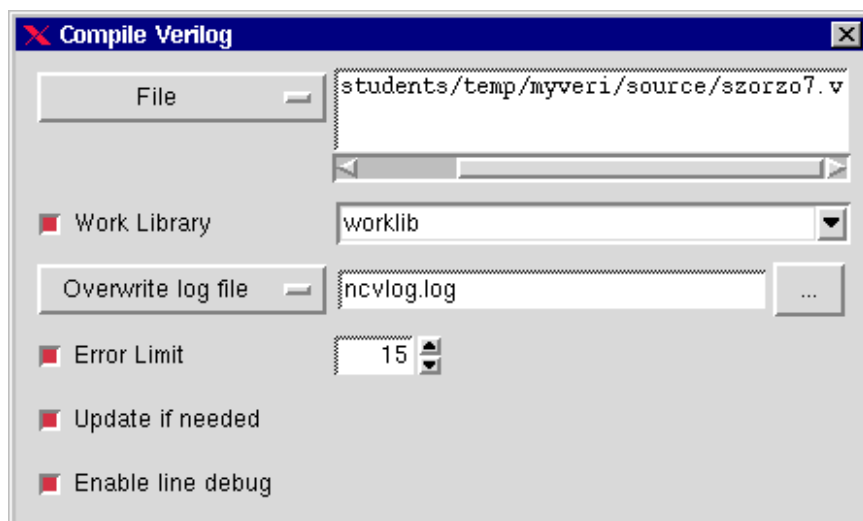 Compile Verilog
File students/temp/myveri/source/szorzo7.v
Work Library worklib
Overwrite log file ncvlog.log ...
Error Limit 15
Update if needed
Enable line debug